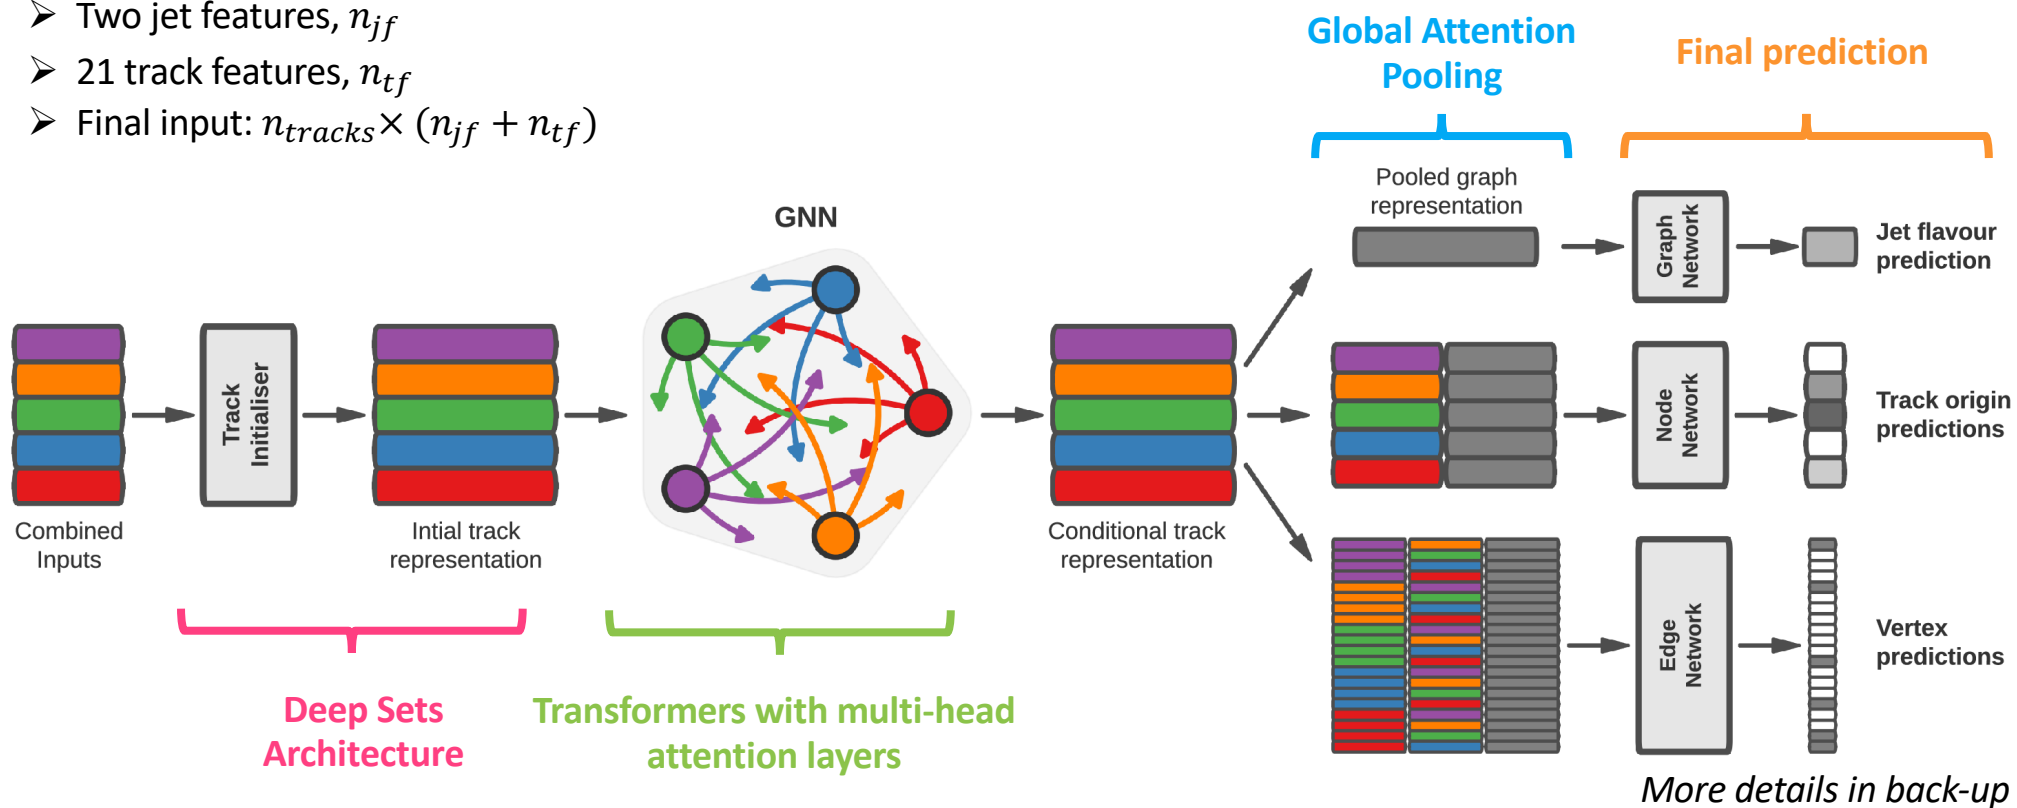 ➢ Two jet features, n_jf
➢ 21 track features, n_tf
➢ Final input: n_tracks × (n_jf + n_tf)
Global Attention
Pooling
Final prediction
Pooled graph
representation
Graph
Network
Jet flavour
prediction
GNN
Combined
Inputs
Track
Initialiser
Intial track
representation
Conditional track
representation
Node
Network
Track origin
predictions
Edge
Network
Vertex
predictions
Deep Sets
Architecture
Transformers with multi-head
attention layers
More details in back-up